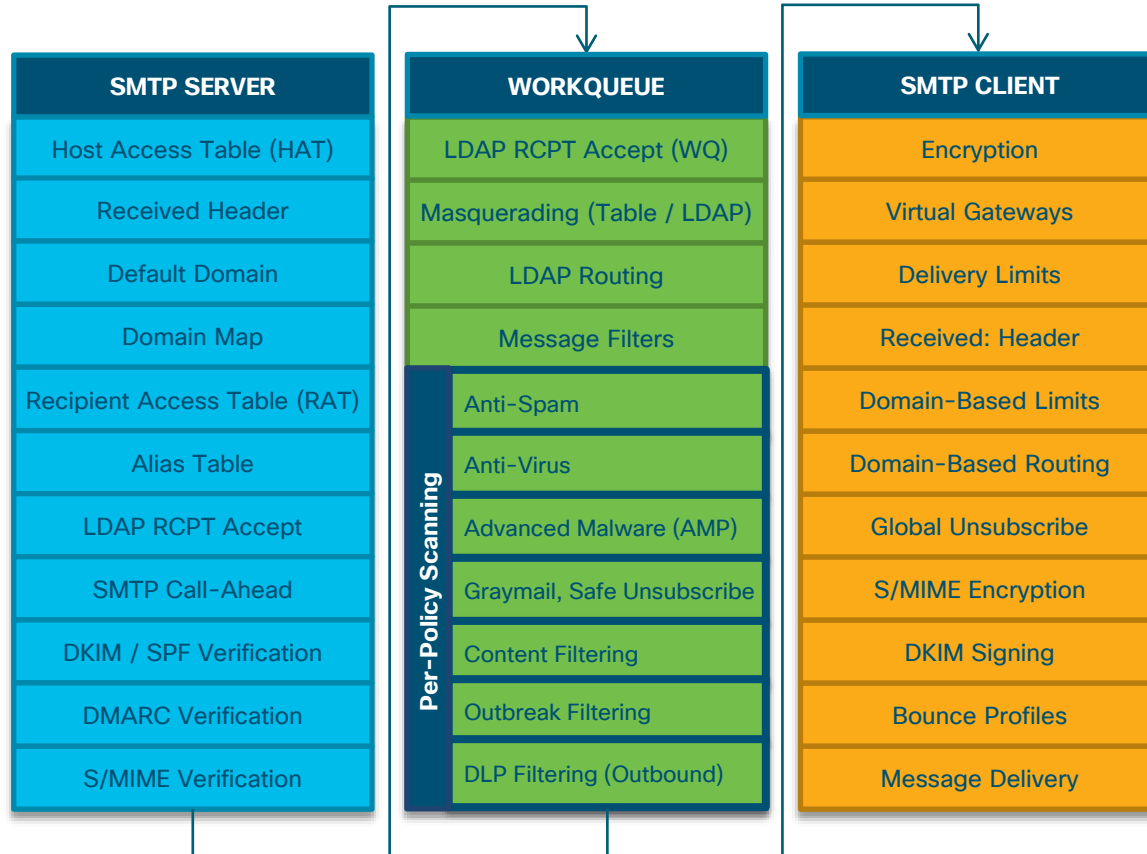 SMTP SERVER
Host Access Table (HAT)
Received Header
Default Domain
Domain Map
Recipient Access Table (RAT)
Alias Table
LDAP RCPT Accept
SMTP Call-Ahead
DKIM / SPF Verification
DMARC Verification
S/MIME Verification
WORKQUEUE
LDAP RCPT Accept (WQ)
Masquerading (Table / LDAP)
LDAP Routing
Message Filters
Per-Policy Scanning
Anti-Spam
Anti-Virus
Advanced Malware (AMP)
Graymail, Safe Unsubscribe
Content Filtering
Outbreak Filtering
DLP Filtering (Outbound)
SMTP CLIENT
Encryption
Virtual Gateways
Delivery Limits
Received: Header
Domain-Based Limits
Domain-Based Routing
Global Unsubscribe
S/MIME Encryption
DKIM Signing
Bounce Profiles
Message Delivery